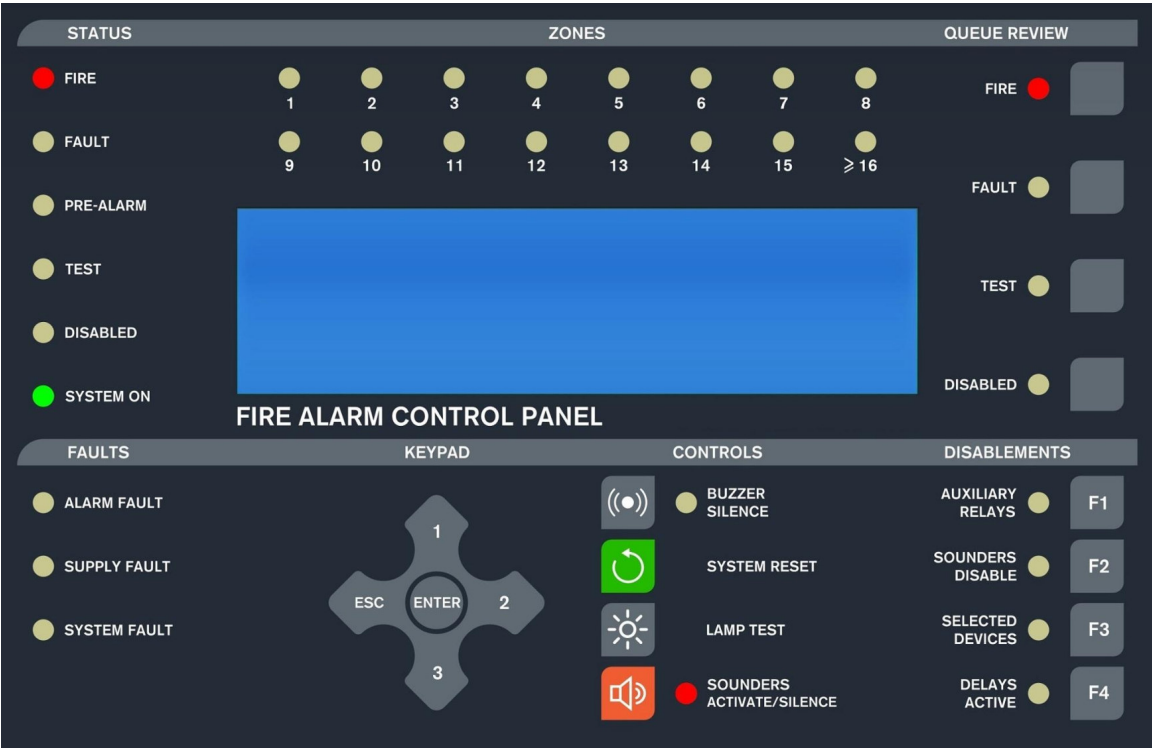 STATUS ZONES QUEUE REVIEW
FIRE
1 2 3 4 5 6 7 8
FIRE
FAULT
9 10 11 12 13 14 15 ⩾16
FAULT
PRE-ALARM
TEST
TEST
DISABLED
DISABLED
SYSTEM ON
FIRE ALARM CONTROL PANEL
FAULTS KEYPAD CONTROLS DISABLEMENTS
ALARM FAULT
SUPPLY FAULT
SYSTEM FAULT
1
ESC ENTER 2
3
BUZZER
SILENCE
SYSTEM RESET
LAMP TEST
SOUNDERS
ACTIVATE/SILENCE
AUXILIARY
RELAYS
F1
SOUNDERS
DISABLE
F2
SELECTED
DEVICES
F3
DELAYS
ACTIVE
F4